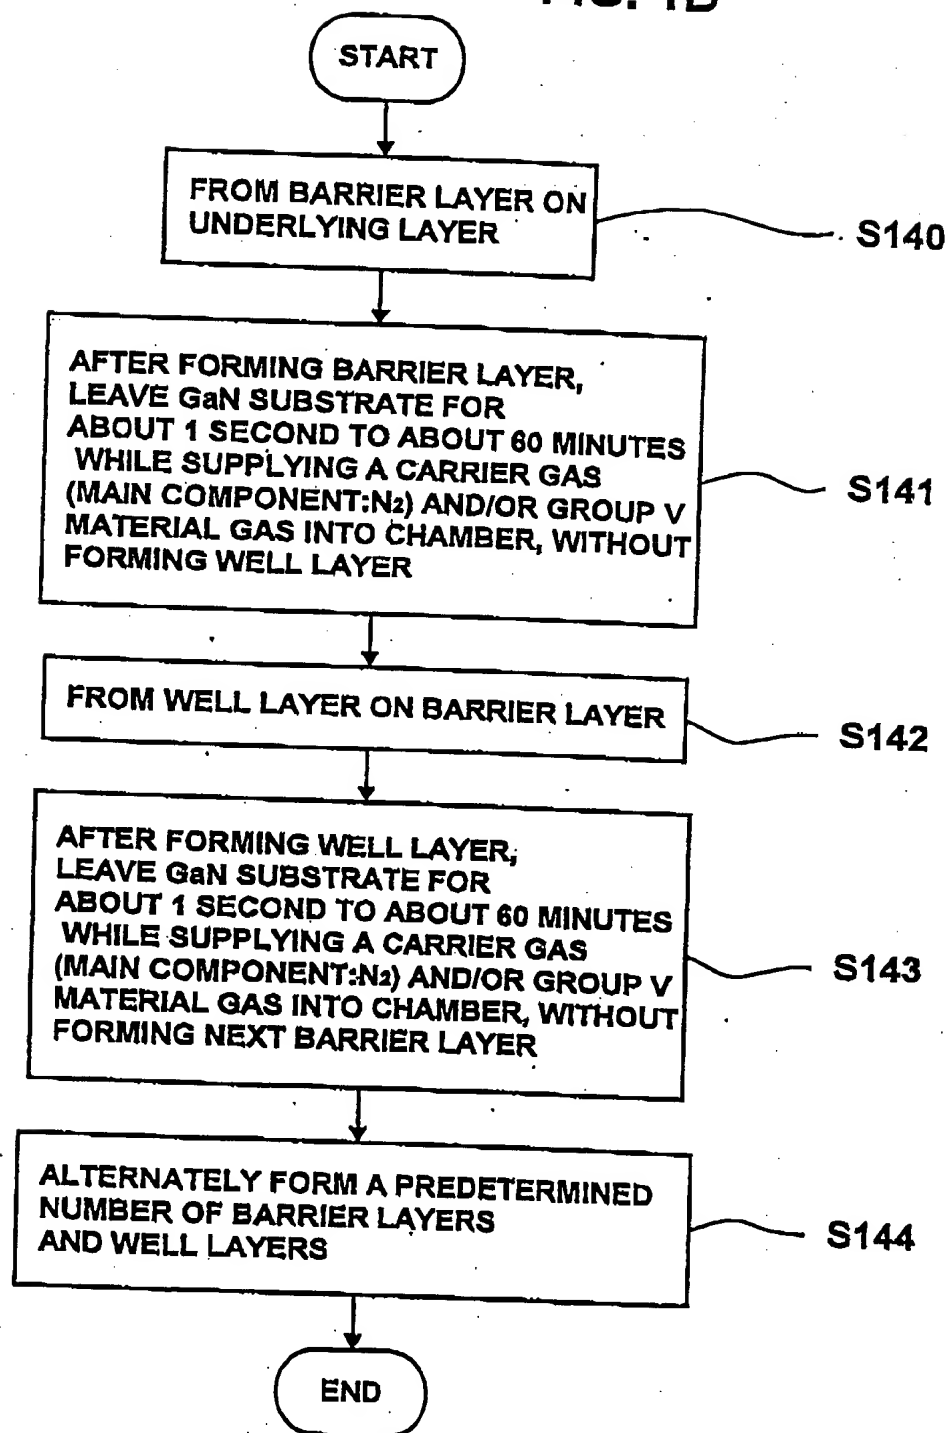 START
FROM BARRIER LAYER ON
UNDERLYING LAYER
S140
AFTER FORMING BARRIER LAYER,
LEAVE GaN SUBSTRATE FOR
ABOUT 1 SECOND TO ABOUT 60 MINUTES
WHILE SUPPLYING A CARRIER GAS
(MAIN COMPONENT:N₂) AND/OR GROUP V
MATERIAL GAS INTO CHAMBER, WITHOUT
FORMING WELL LAYER
S141
FROM WELL LAYER ON BARRIER LAYER
S142
AFTER FORMING WELL LAYER,
LEAVE GaN SUBSTRATE FOR
ABOUT 1 SECOND TO ABOUT 60 MINUTES
WHILE SUPPLYING A CARRIER GAS
(MAIN COMPONENT:N₂) AND/OR GROUP V
MATERIAL GAS INTO CHAMBER, WITHOUT
FORMING NEXT BARRIER LAYER
S143
ALTERNATELY FORM A PREDETERMINED
NUMBER OF BARRIER LAYERS
AND WELL LAYERS
S144
END